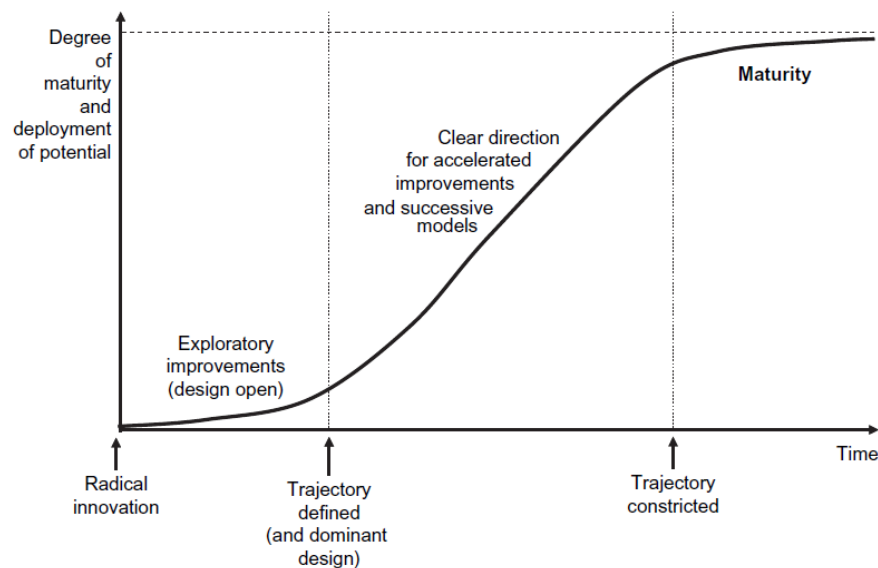 Degree
of
maturity
and
deployment
of potential
Maturity
Clear direction
for accelerated
improvements
and successive
models
Exploratory
improvements
(design open)
Time
Radical
innovation
Trajectory
defined
(and dominant
design)
Trajectory
constricted